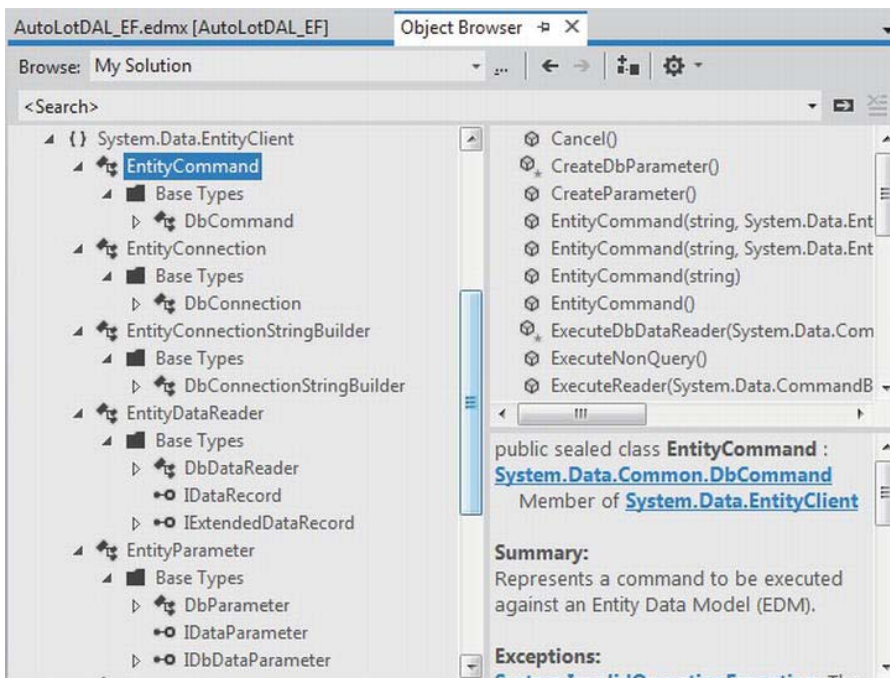 AutoLotDAL_EF.edmx [AutoLotDAL_EF]
Object Browser
Browse: My Solution
<Search>
{} System.Data.EntityClient
EntityCommand
Base Types
DbCommand
EntityConnection
Base Types
DbConnection
EntityConnectionStringBuilder
Base Types
DbConnectionStringBuilder
EntityDataReader
Base Types
DbDataReader
IDataRecord
IExtendedDataRecord
EntityParameter
Base Types
DbParameter
IDataParameter
IDbDataParameter
Cancel()
CreateDbParameter()
CreateParameter()
EntityCommand(string, System.Data.Ent
EntityCommand(string, System.Data.Ent
EntityCommand(string)
EntityCommand()
ExecuteDbDataReader(System.Data.Com
ExecuteNonQuery()
ExecuteReader(System.Data.CommandB
public sealed class EntityCommand :
System.Data.Common.DbCommand
Member of System.Data.EntityClient
Summary:
Represents a command to be executed
against an Entity Data Model (EDM).
Exceptions: